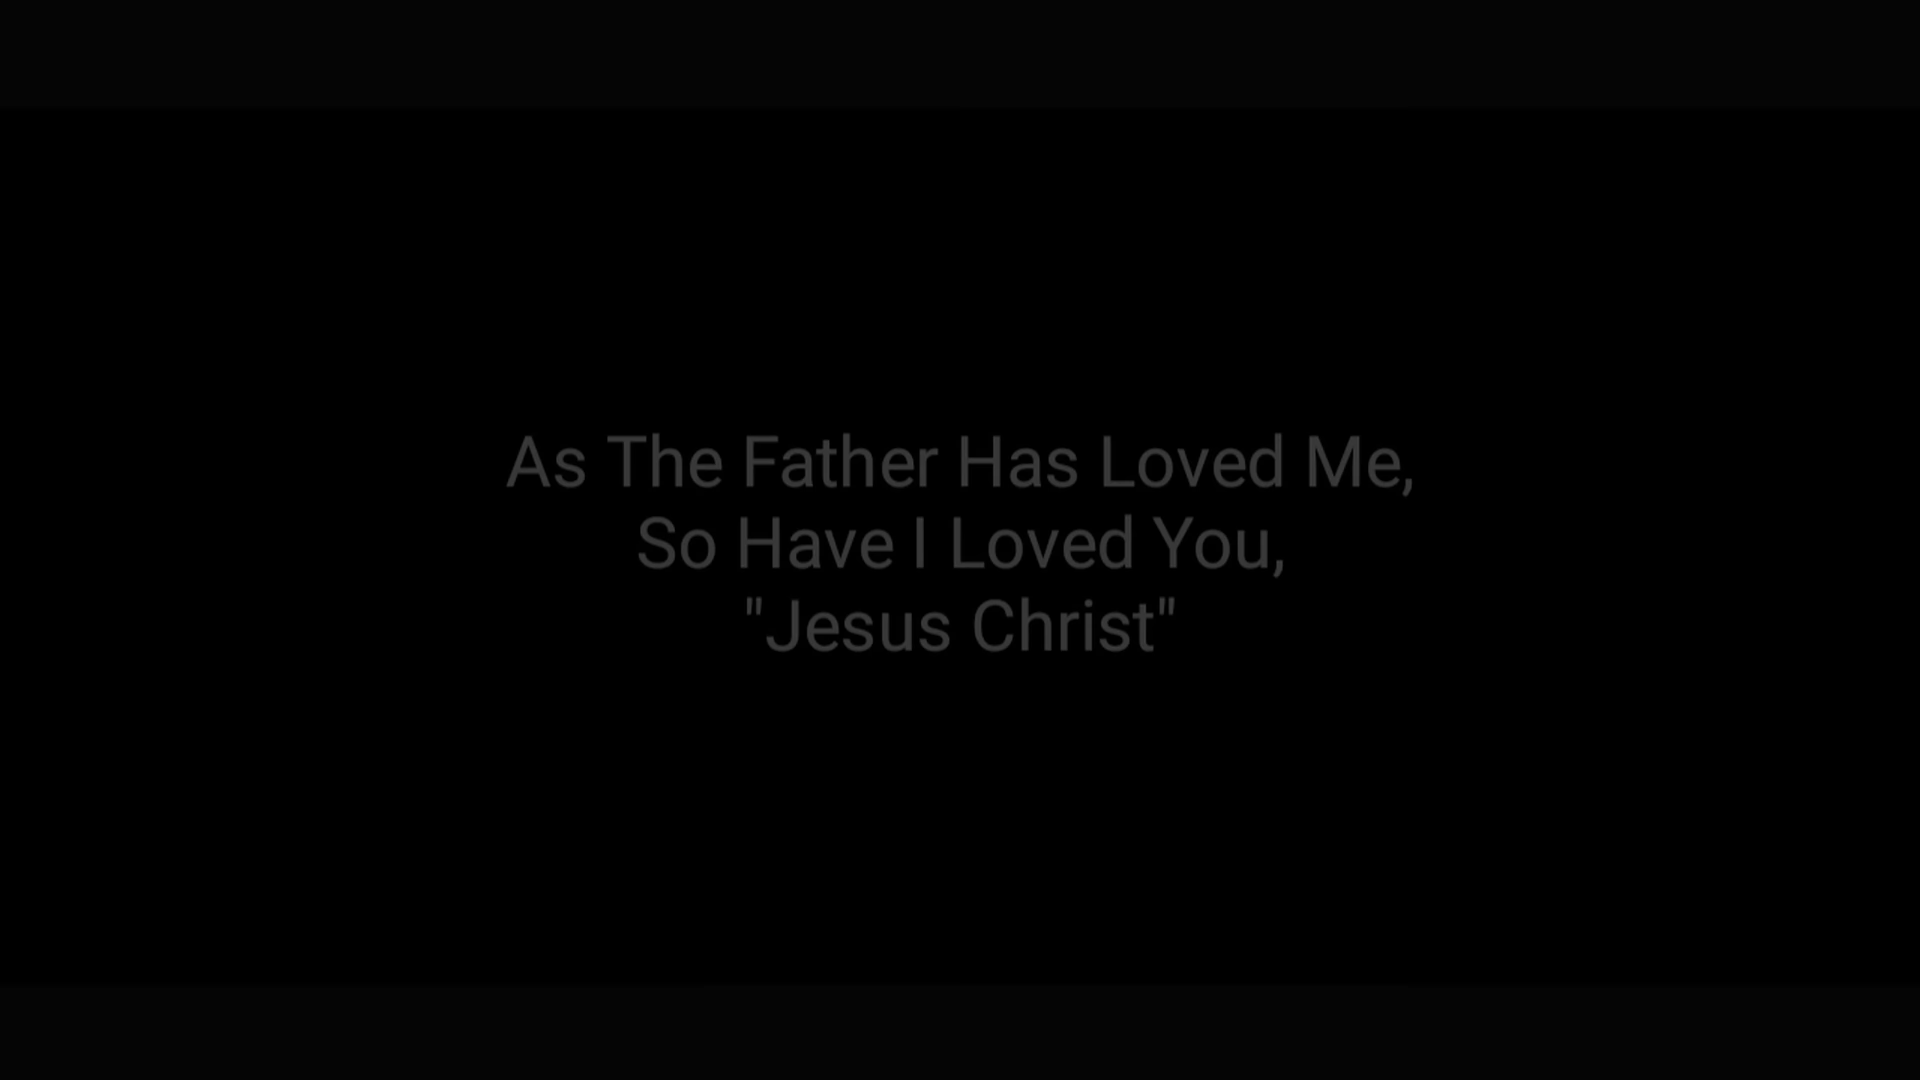 As The Father Has Loved Me,
So Have I Loved You,
"Jesus Christ"